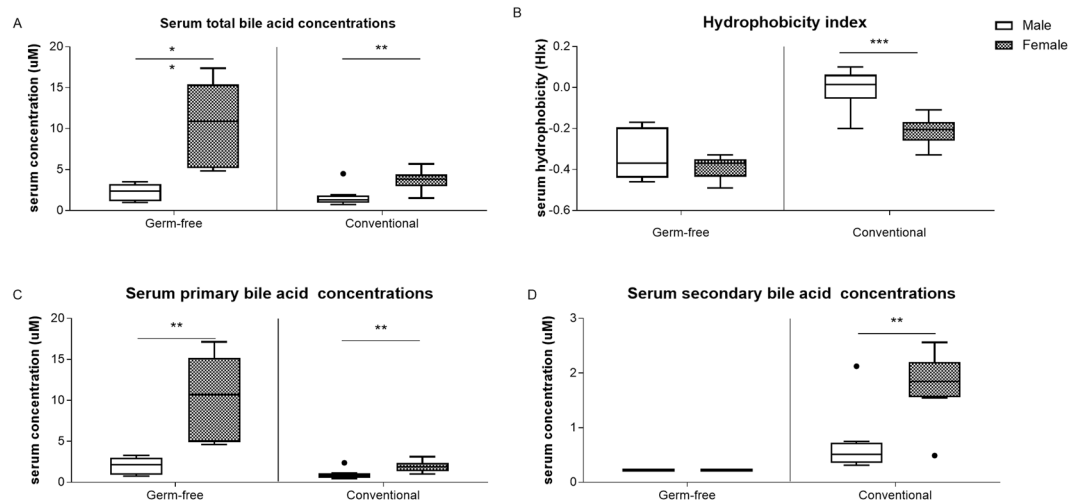 A
Serum total bile acid concentrations
serum concentration (uM)
20
15
10
5
0
*
*
**
Germ-free
Conventional
B
Hydrophobicity index
serum hydrophobicity (HIx)
0.2
0.0
-0.2
-0.4
-0.6
***
Germ-free
Conventional
Male
Female
C
Serum primary bile acid concentrations
serum concentration (uM)
20
15
10
5
0
**
**
Germ-free
Conventional
D
Serum secondary bile acid concentrations
serum concentration (uM)
3
2
1
0
**
Germ-free
Conventional